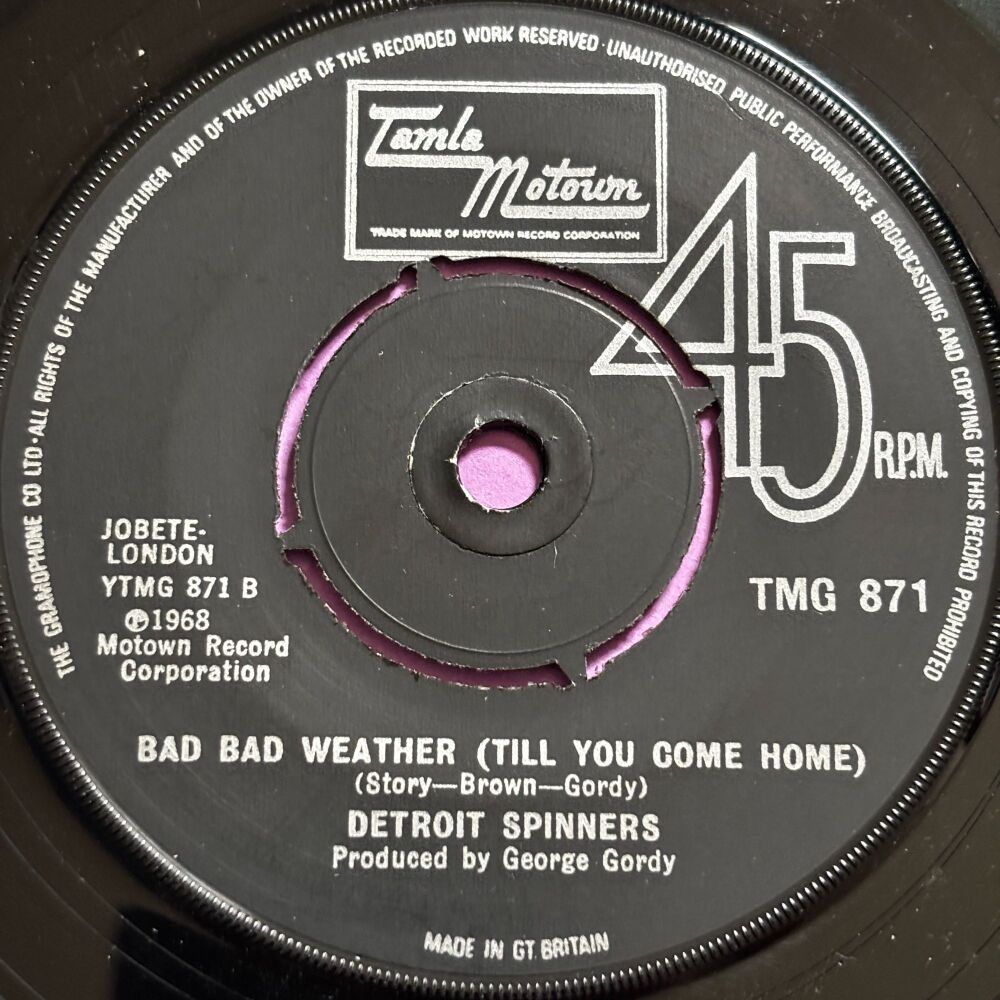 THE GRAMOPHONE CO LTD·ALL RIGHTS OF THE MANUFACTURER AND OF THE OWNER OF THE RECORDED WORK RESERVED·UNAUTHORISED PUBLIC PERFORMANCE BROADCASTING AND COPYING OF THIS RECORD PROHIBITED
Tamla
Motown
TRADE MARK OF MOTOWN RECORD CORPORATION
45
R.P.M.
JOBETE-
LONDON
YTMG 871 B
℗1968
Motown Record
Corporation
TMG 871
BAD BAD WEATHER (TILL YOU COME HOME)
(Story—Brown—Gordy)
DETROIT SPINNERS
Produced by George Gordy
MADE IN GT. BRITAIN